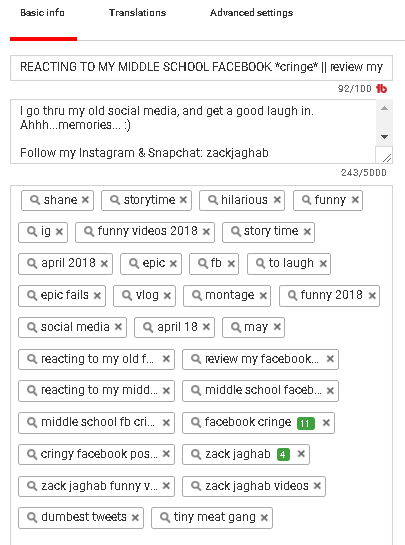 Basic info Translations Advanced settings
REACTING TO MY MIDDLE SCHOOL FACEBOOK *cringe* || review my
92/100 fb
I go thru my old social media, and get a good laugh in.
Ahhh...memories... :)
Follow my Instagram & Snapchat: zackjaghab
243/5000
shane × storytime × hilarious × funny ×
ig × funny videos 2018 × story time ×
april 2018 × epic × fb × to laugh ×
epic fails × vlog × montage × funny 2018 ×
social media × april 18 × may ×
reacting to my old f... × review my facebook... ×
reacting to my midd... × middle school faceb... ×
middle school fb cri... × facebook cringe 11 ×
cringy facebook pos... × zack jaghab 4 ×
zack jaghab funny v... × zack jaghab videos ×
dumbest tweets × tiny meat gang ×